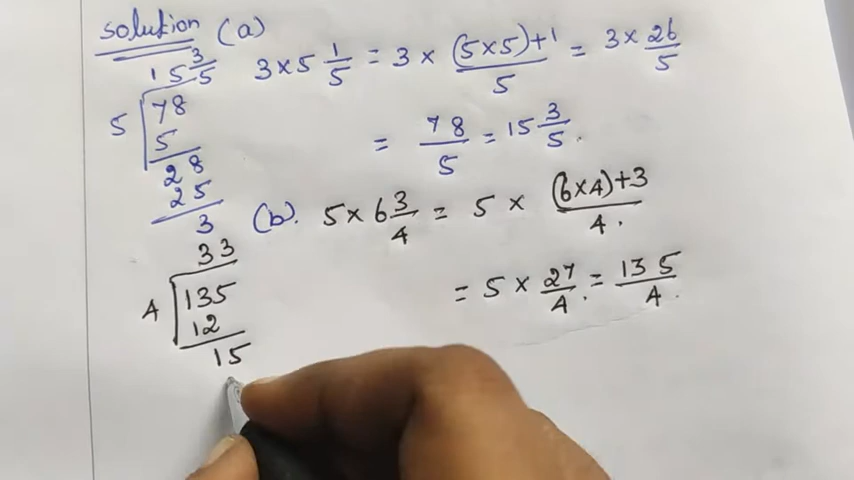 solution (a)
3 × 5 1/5 = 3 × (5×5)+1/5 = 3 × 26/5
= 78/5 = 15 3/5.
15 3/5
5 78
5
28
25
3
(b). 5 × 6 3/4 = 5 × (6×4)+3/4.
= 5 × 27/4. = 135/4.
33
4 135
12
15